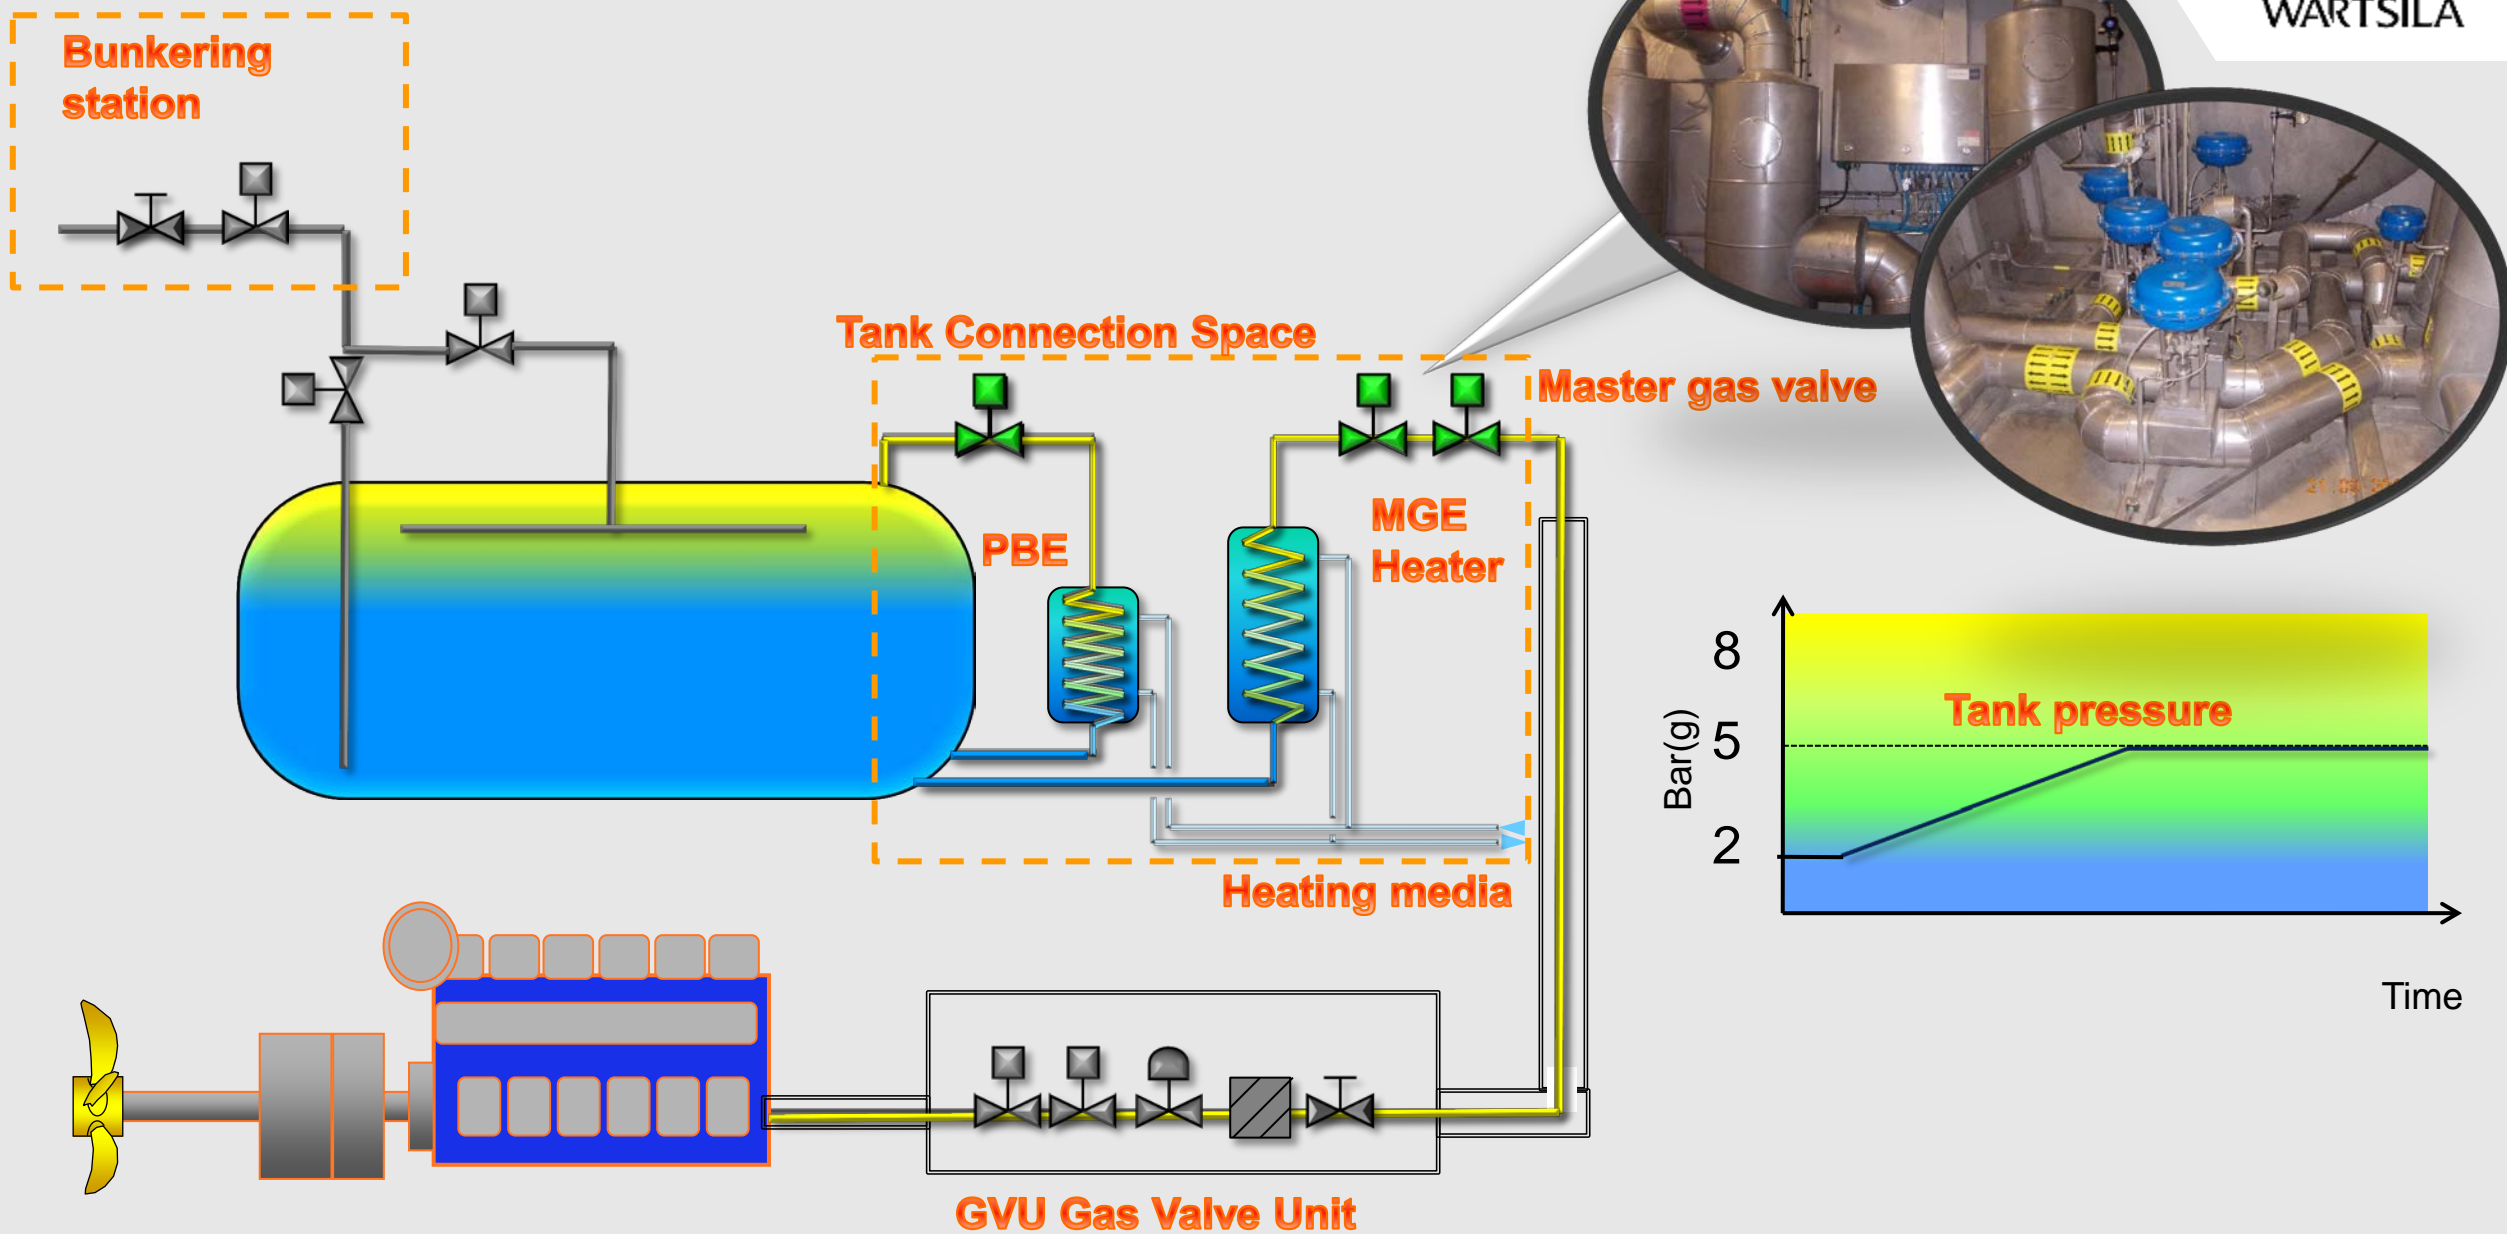 WÄRTSILÄ
Bunkering
station
Tank Connection Space
Master gas valve
PBE
MGE
Heater
Heating media
8
5
2
Bar(g)
Tank pressure
Time
GVU Gas Valve Unit